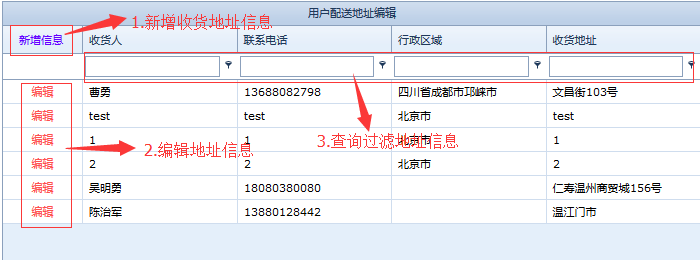 用户配送地址编辑
1.新增收货地址信息
新增信息 收货人 联系电话 行政区域 收货地址
编辑 曹勇 13688082798 四川省成都市邛崃市 文昌街103号
编辑 test test 北京市 test
编辑 1 1 北京市 1
2.编辑地址信息
3.查询过滤地址信息
编辑 2 2 北京市 2
编辑 吴明勇 18080380080 仁寿温州商贸城156号
编辑 陈治军 13880128442 温江门市